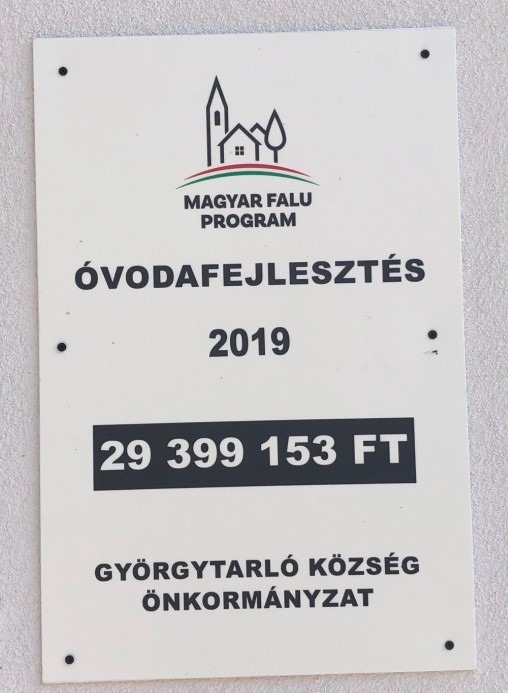 MAGYAR FALU
PROGRAM
ÓVODAFEJLESZTÉS
2019
29 399 153 FT
GYÖRGYTARLÓ KÖZSÉG
ÖNKORMÁNYZAT